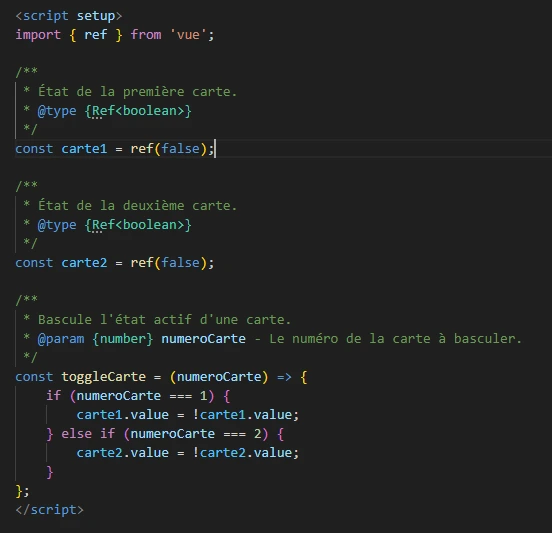 <script setup>
import { ref } from 'vue';
/**
 * État de la première carte.
 * @type {Ref<boolean>}
 */
const carte1 = ref(false);
/**
 * État de la deuxième carte.
 * @type {Ref<boolean>}
 */
const carte2 = ref(false);
/**
 * Bascule l'état actif d'une carte.
 * @param {number} numeroCarte - Le numéro de la carte à basculer.
 */
const toggleCarte = (numeroCarte) => {
    if (numeroCarte === 1) {
        carte1.value = !carte1.value;
    } else if (numeroCarte === 2) {
        carte2.value = !carte2.value;
    }
};
</script>